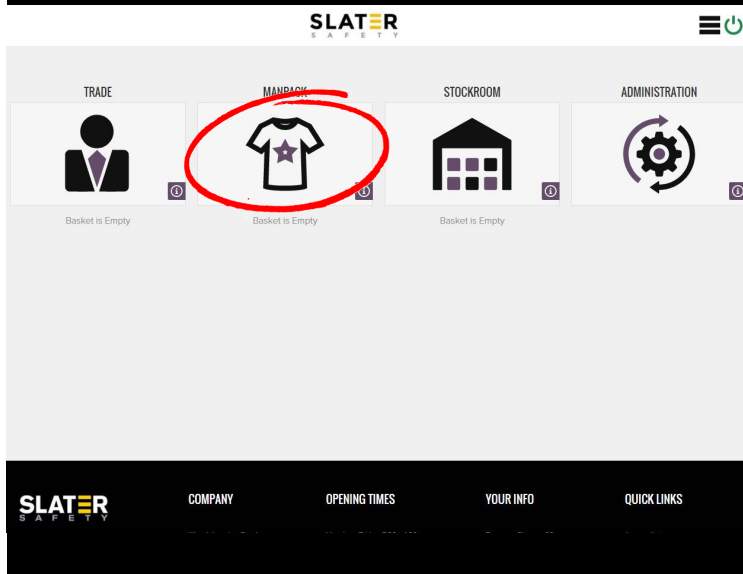 SLATER
SAFETY
TRADE
MANPACK
STOCKROOM
ADMINISTRATION
Basket is Empty
Basket is Empty
Basket is Empty
SLATER
SAFETY
COMPANY
OPENING TIMES
YOUR INFO
QUICK LINKS